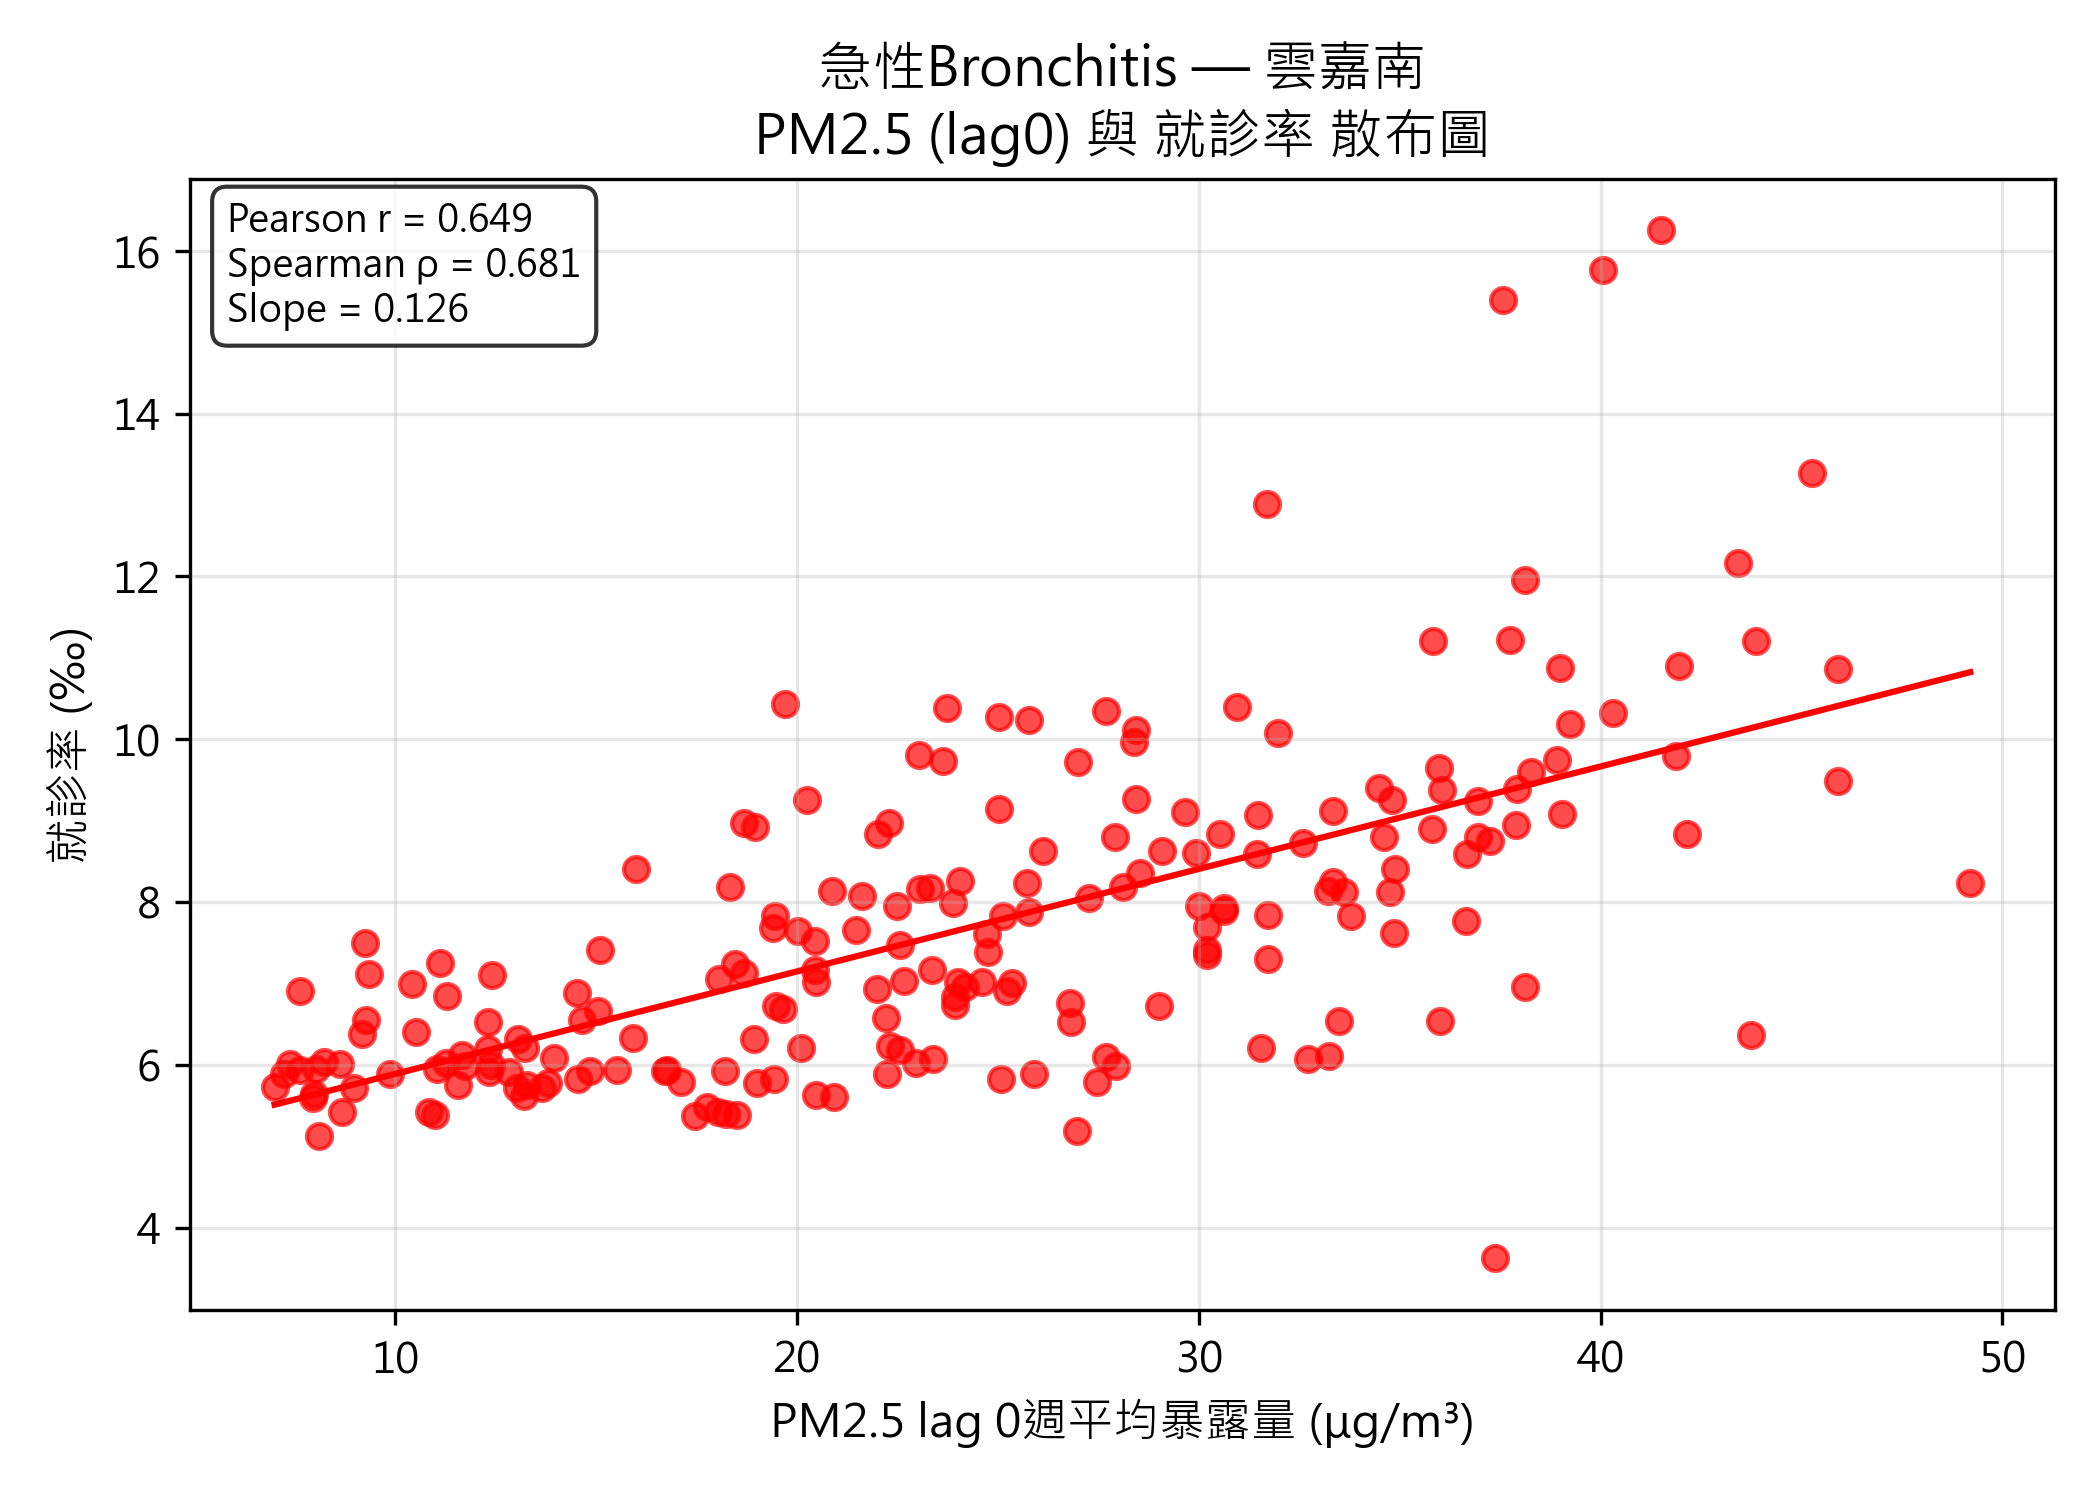 急性Bronchitis — 雲嘉南
PM2.5 (lag0) 與 就診率 散布圖
Pearson r = 0.649
Spearman ρ = 0.681
Slope = 0.126
就診率 (‰)
16
14
12
10
8
6
4
10
20
30
40
50
PM2.5 lag 0週平均暴露量 (μg/m³)